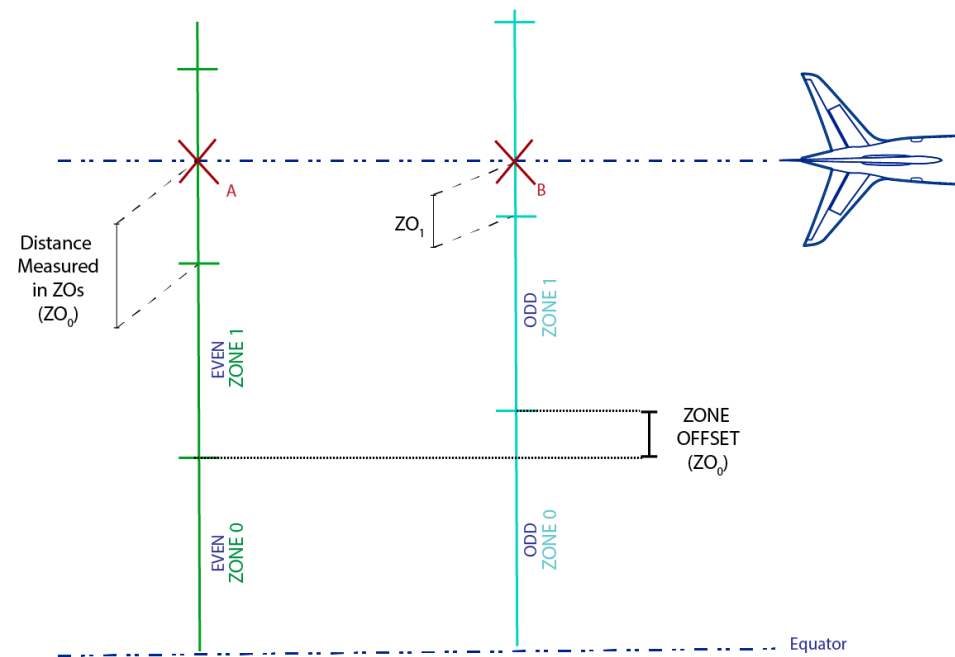 A
B
Distance
Measured
in ZOs
(ZO₀)
ZO₁
EVEN
ZONE 1
ODD
ZONE 1
ZONE
OFFSET
(ZO₀)
EVEN
ZONE 0
ODD
ZONE 0
Equator